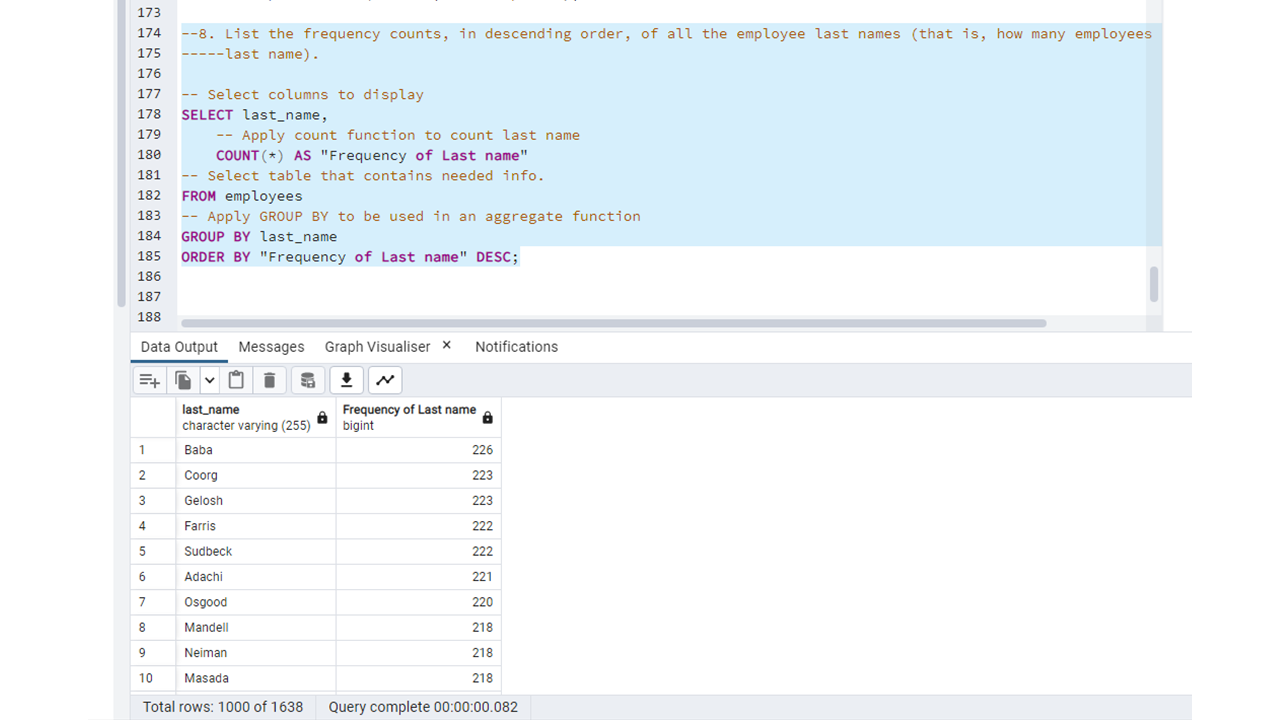 173
174 --8. List the frequency counts, in descending order, of all the employee last names (that is, how many employees
175 -----last name).
176
177 -- Select columns to display
178 SELECT last_name,
179 -- Apply count function to count last name
180 COUNT(*) AS "Frequency of Last name"
181 -- Select table that contains needed info.
182 FROM employees
183 -- Apply GROUP BY to be used in an aggregate function
184 GROUP BY last_name
185 ORDER BY "Frequency of Last name" DESC;
186
187
188
Data Output Messages Graph Visualiser × Notifications
last_name Frequency of Last name
character varying (255) bigint
1 Baba 226
2 Coorg 223
3 Gelosh 223
4 Farris 222
5 Sudbeck 222
6 Adachi 221
7 Osgood 220
8 Mandell 218
9 Neiman 218
10 Masada 218
Total rows: 1000 of 1638 Query complete 00:00:00.082